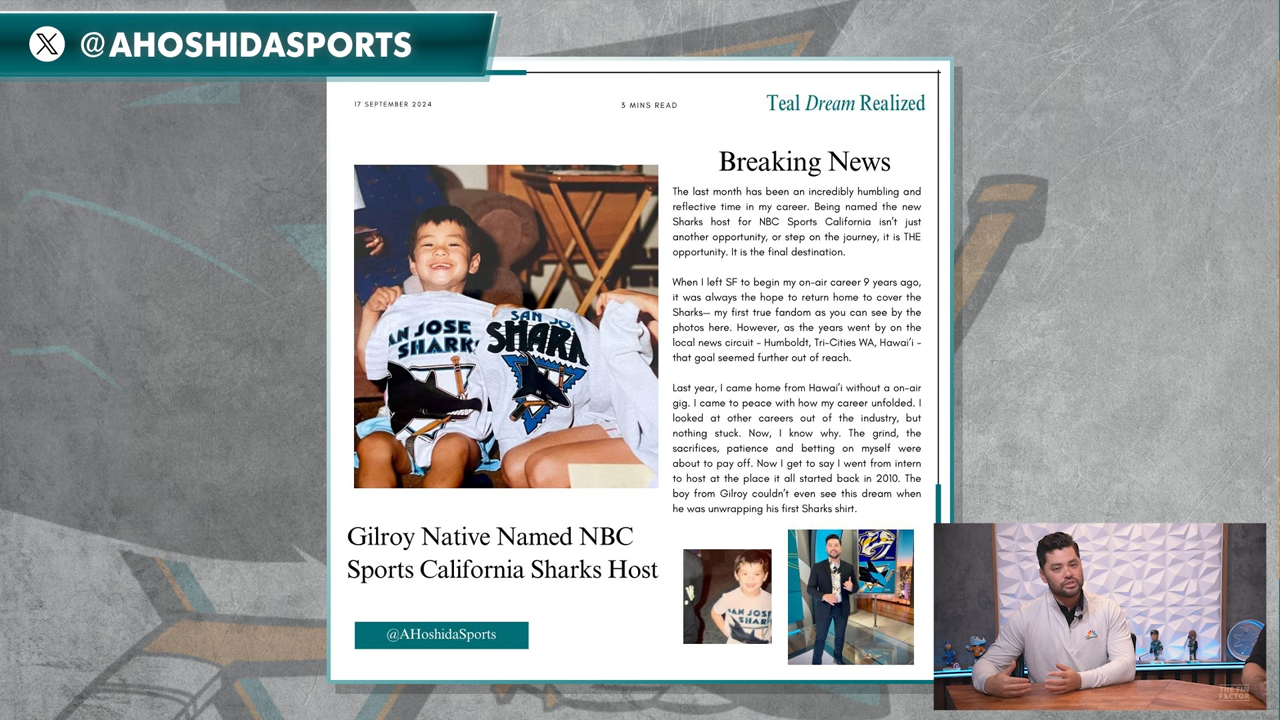 @AHOSHIDASPORTS
17 SEPTEMBER 2024
3 MINS READ
Teal Dream Realized
Breaking News
The last month has been an incredibly humbling and
reflective time in my career. Being named the new
Sharks host for NBC Sports California isn't just
another opportunity, or step on the journey, it is THE
opportunity. It is the final destination.
When I left SF to begin my on-air career 9 years ago,
it was always the hope to return home to cover the
Sharks— my first true fandom as you can see by the
photos here. However, as the years went by on the
local news circuit - Humboldt, Tri-Cities WA, Hawai'i -
that goal seemed further out of reach.
Last year, I came home from Hawai'i without a on-air
gig. I came to peace with how my career unfolded. I
looked at other careers out of the industry, but
nothing stuck. Now, I know why. The grind, the
sacrifices, patience and betting on myself were
about to pay off. Now I get to say I went from intern
to host at the place it all started back in 2010. The
boy from Gilroy couldn't even see this dream when
he was unwrapping his first Sharks shirt.
AN JOSE
SHARKS
SAN JO
SHARK
Gilroy Native Named NBC
Sports California Sharks Host
@AHoshidaSports
AN JOSE
SHARKS
THE FIN
FACTOR